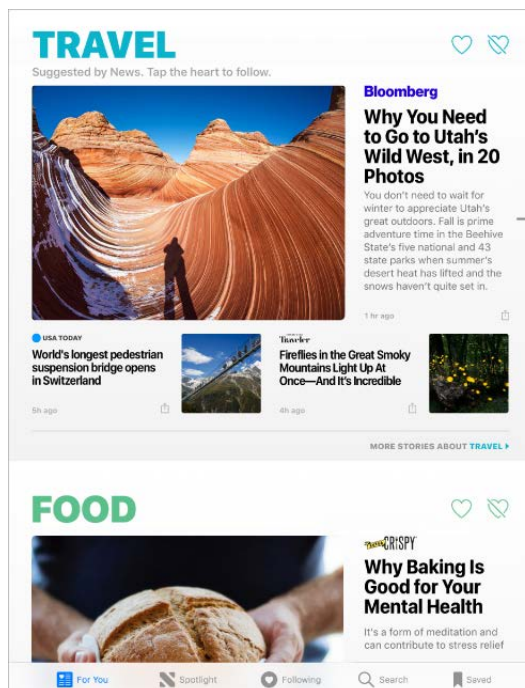 TRAVEL
Suggested by News. Tap the heart to follow.
Bloomberg
Why You Need
to Go to Utah's
Wild West, in 20
Photos
You don't need to wait for
winter to appreciate Utah's
great outdoors. Fall is prime
adventure time in the Beehive
State's five national and 43
state parks when summer's
desert heat has lifted and the
snows haven't quite set in.
1 hr ago
USA TODAY
World's longest pedestrian
suspension bridge opens
in Switzerland
5h ago
Traveler
Fireflies in the Great Smoky
Mountains Light Up At
Once—And It's Incredible
4h ago
MORE STORIES ABOUT TRAVEL
FOOD
CRISPY
Why Baking Is
Good for Your
Mental Health
It's a form of meditation and
can contribute to stress relief
For You
Spotlight
Following
Search
Saved